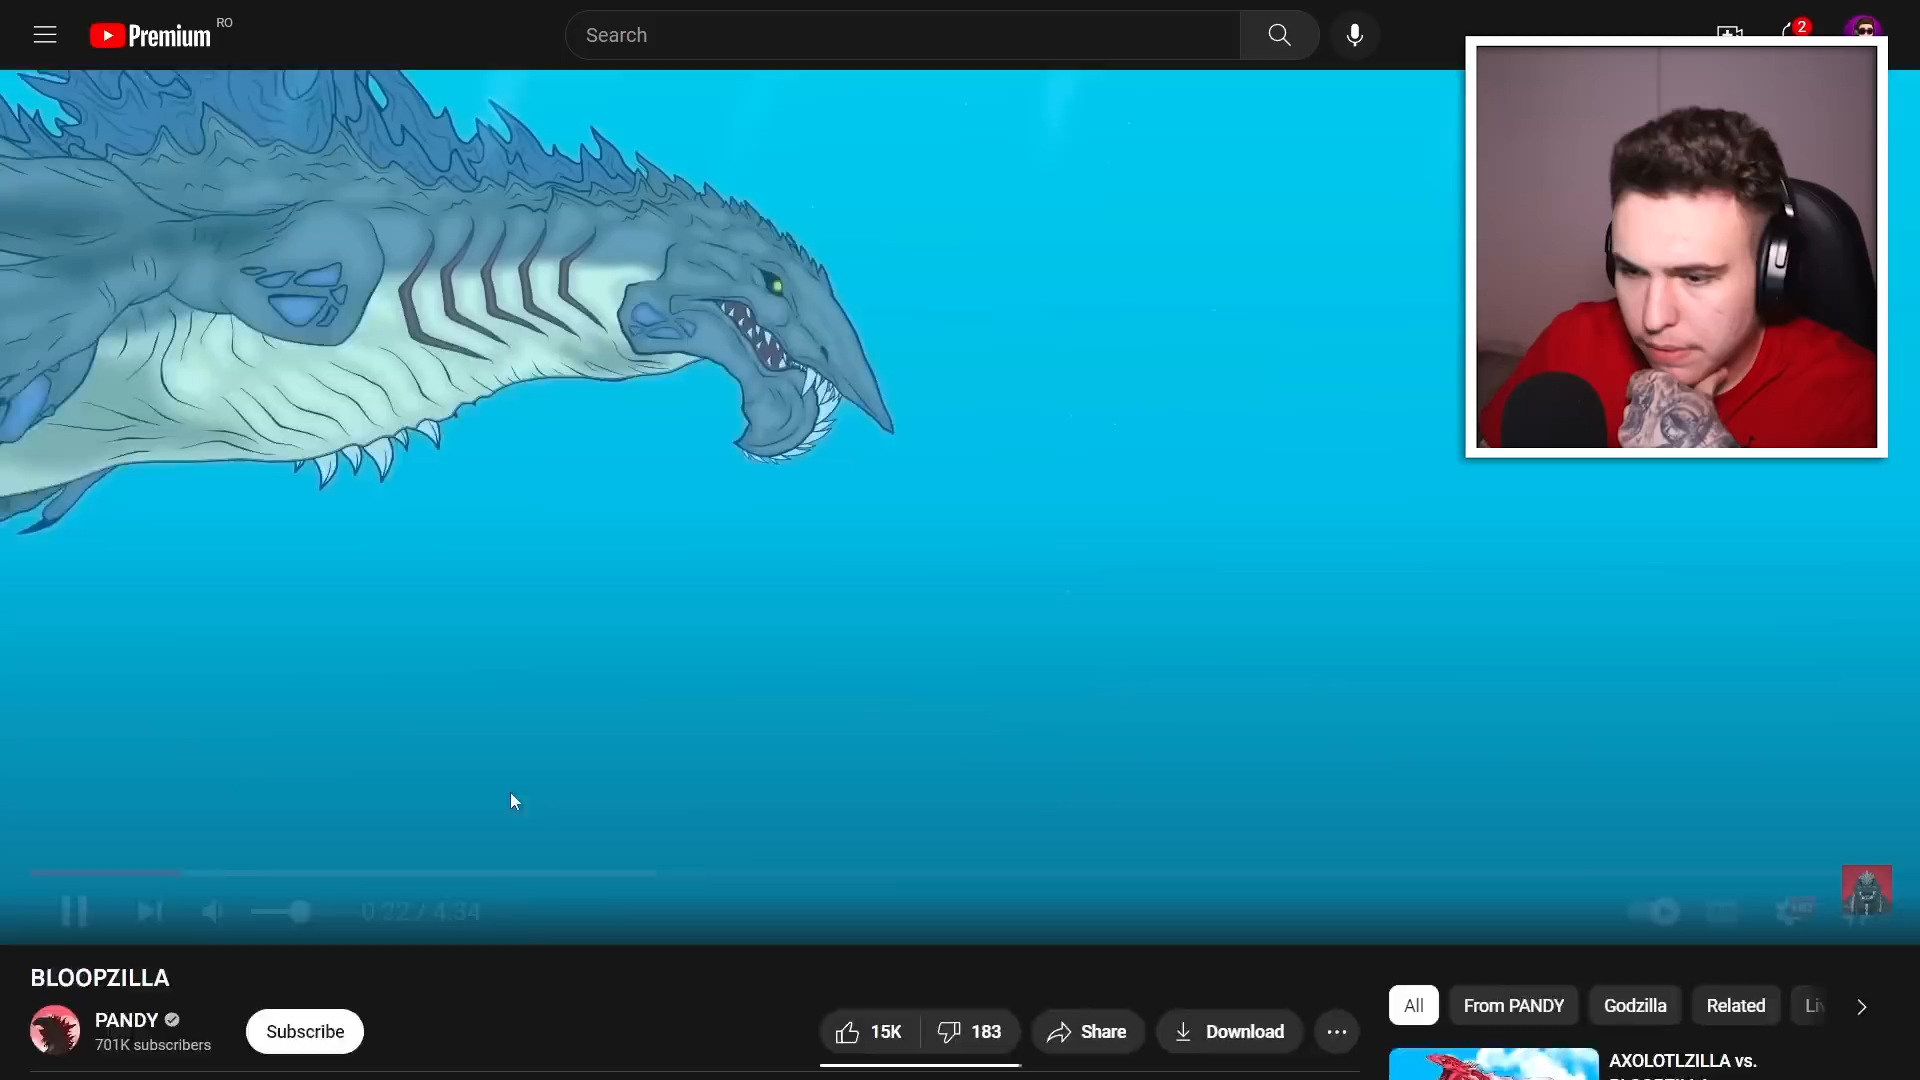 Premium RO
Search
2
0:22 / 4:34
BLOOPZILLA
PANDY
701K subscribers
Subscribe
15K
183
Share
Download
All
From PANDY
Godzilla
Related
AXOLOTLZILLA vs.